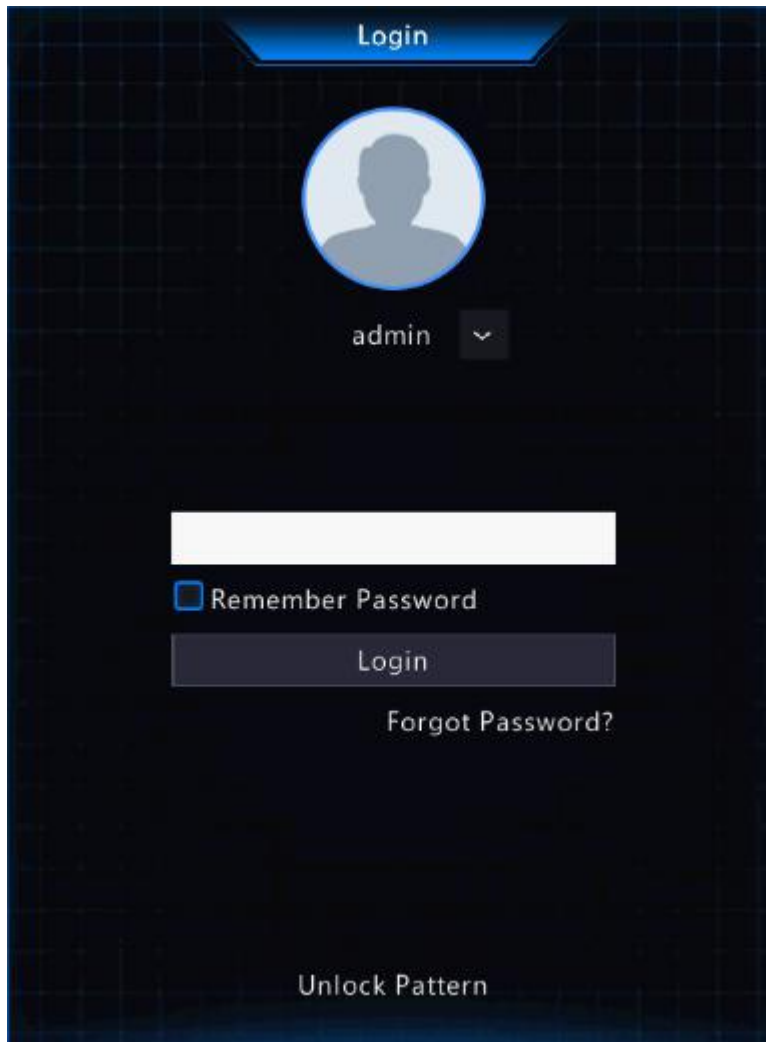 Login
admin
Remember Password
Login
Forgot Password?
Unlock Pattern